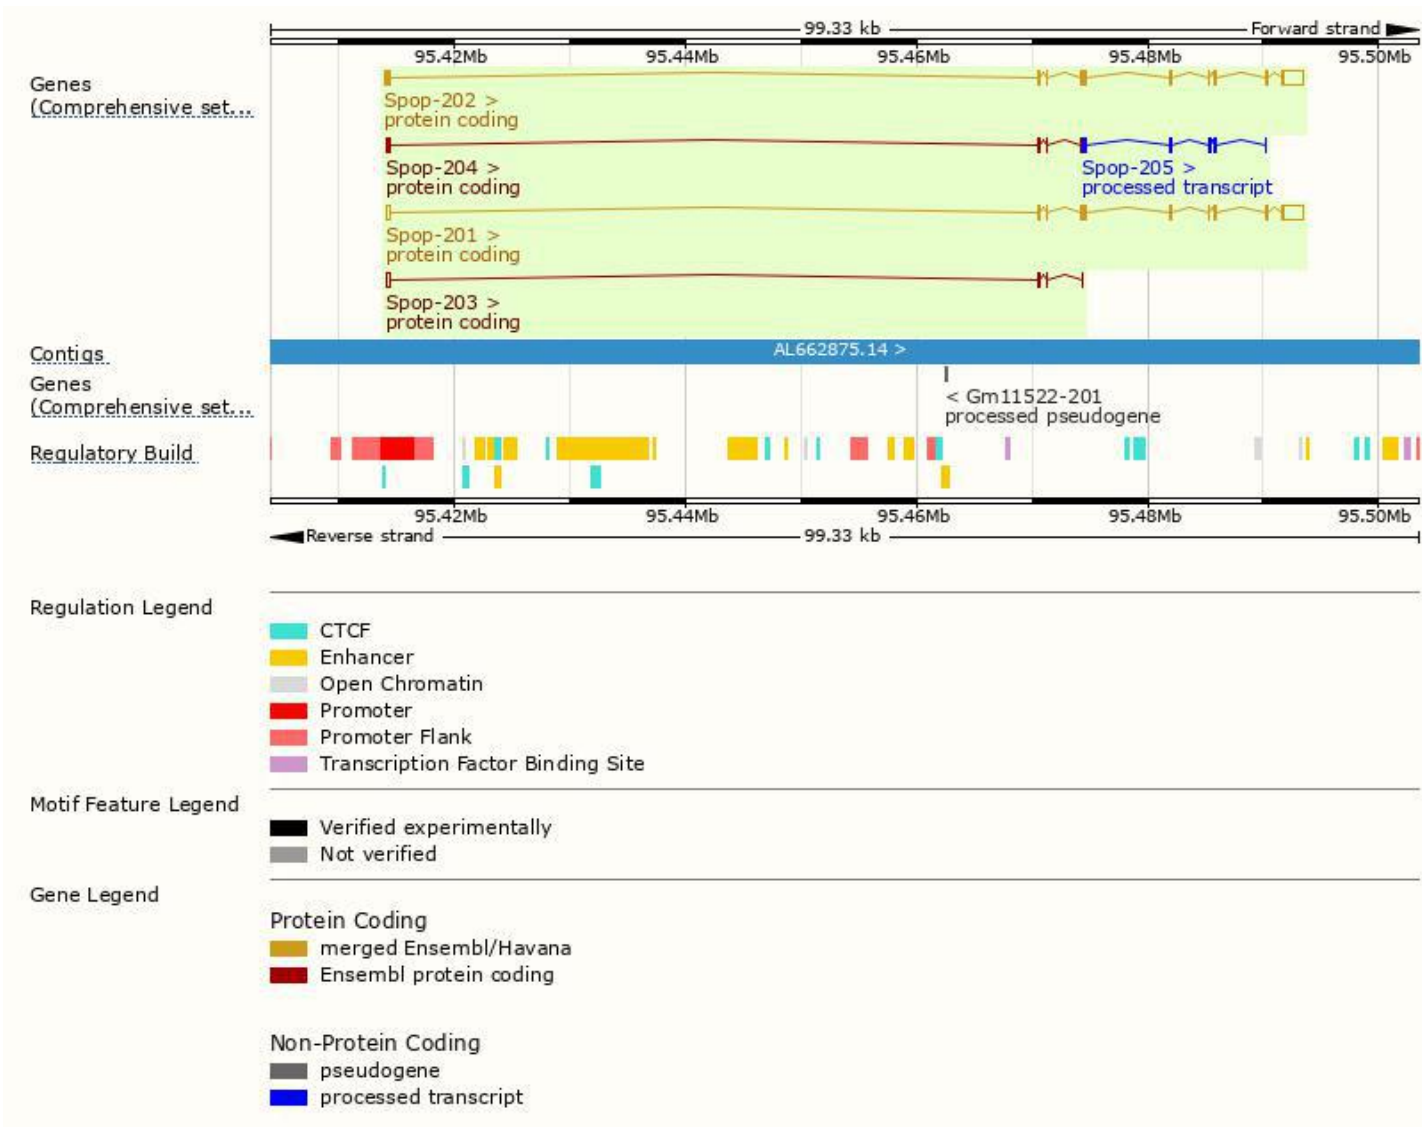 99.33 kb
Forward strand
95.42Mb 95.44Mb 95.46Mb 95.48Mb 95.50Mb
Genes
(Comprehensive set...
Spop-202 >
protein coding
Spop-204 >
protein coding
Spop-205 >
processed transcript
Spop-201 >
protein coding
Spop-203 >
protein coding
Contigs
AL662875.14 >
Genes
(Comprehensive set...
< Gm11522-201
processed pseudogene
Regulatory Build
95.42Mb 95.44Mb 95.46Mb 95.48Mb 95.50Mb
Reverse strand
99.33 kb
Regulation Legend
CTCF
Enhancer
Open Chromatin
Promoter
Promoter Flank
Transcription Factor Binding Site
Motif Feature Legend
Verified experimentally
Not verified
Gene Legend
Protein Coding
merged Ensembl/Havana
Ensembl protein coding
Non-Protein Coding
pseudogene
processed transcript